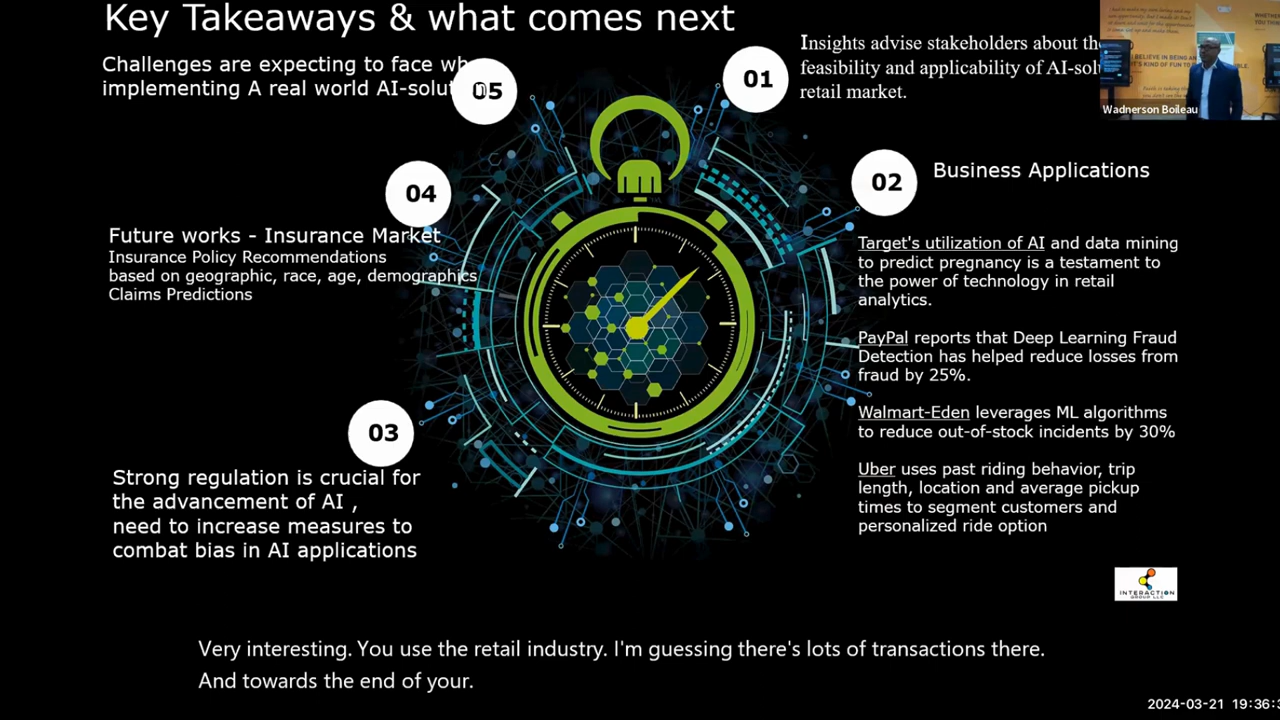 Key Takeaways & what comes next
Challenges are expecting to face wh
implementing A real world AI-solut
05
01
Insights advise stakeholders about th
feasibility and applicability of AI-sol
retail market.
Wadnerson Boileau
04
02
Business Applications
Future works - Insurance Market
Insurance Policy Recommendations
based on geographic, race, age, demographics
Claims Predictions
Target's utilization of AI and data mining
to predict pregnancy is a testament to
the power of technology in retail
analytics.
PayPal reports that Deep Learning Fraud
Detection has helped reduce losses from
fraud by 25%.
Walmart-Eden leverages ML algorithms
to reduce out-of-stock incidents by 30%
Uber uses past riding behavior, trip
length, location and average pickup
times to segment customers and
personalized ride option
03
Strong regulation is crucial for
the advancement of AI ,
need to increase measures to
combat bias in AI applications
INTERACTION
GROUP LLC
Very interesting. You use the retail industry. I'm guessing there's lots of transactions there.
And towards the end of your.
2024-03-21 19:36:3